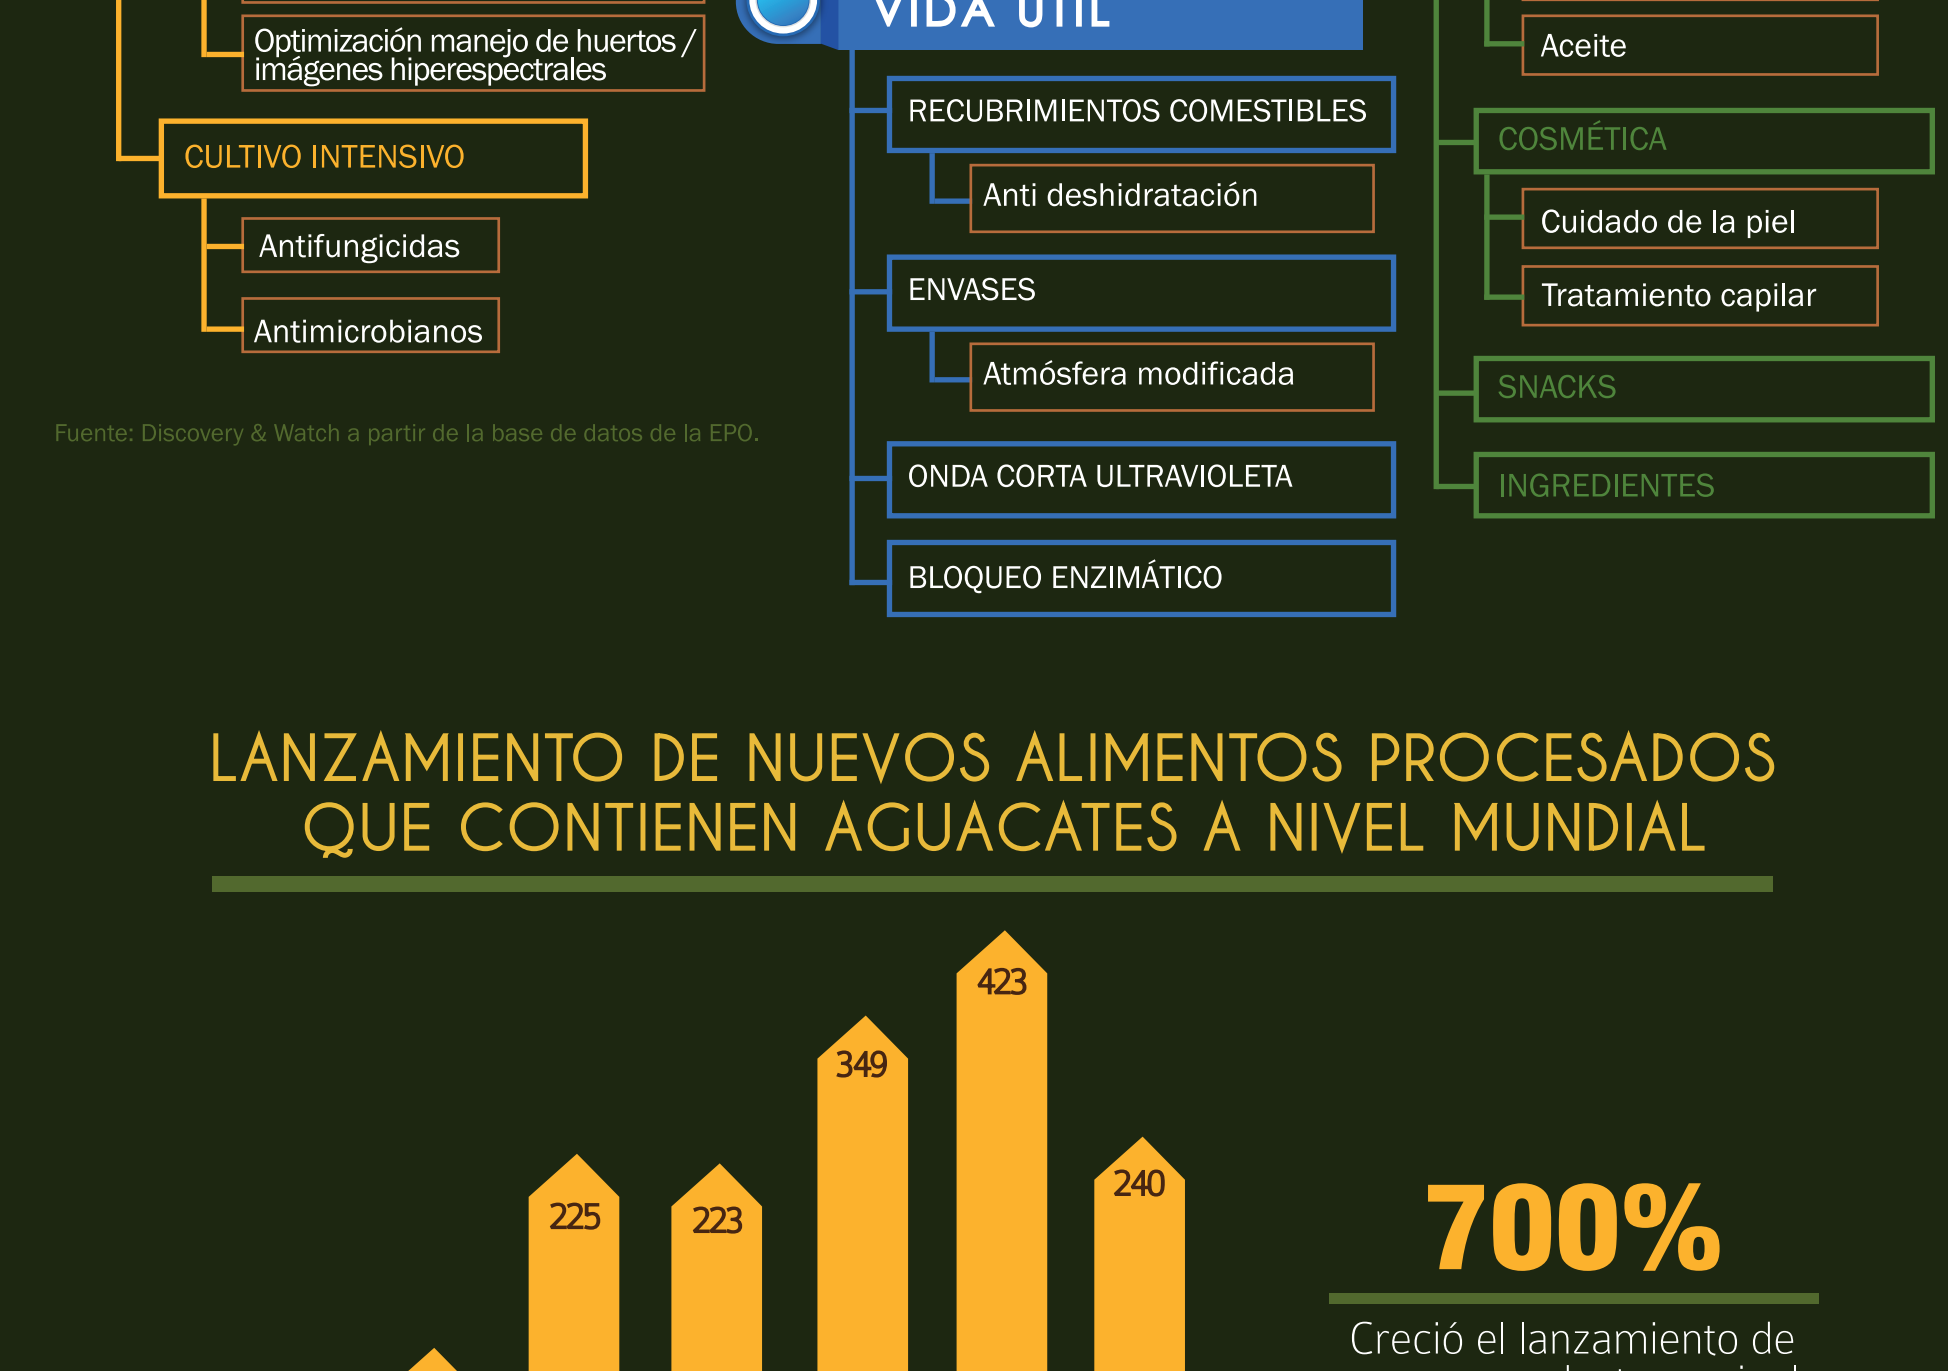 Optimización manejo de huertos /
imágenes hiperespectrales
CULTIVO INTENSIVO
Antifungicidas
Antimicrobianos
Fuente: Discovery & Watch a partir de la base de datos de la EPO.
VIDA ÚTIL
RECUBRIMIENTOS COMESTIBLES
Anti deshidratación
ENVASES
Atmósfera modificada
ONDA CORTA ULTRAVIOLETA
BLOQUEO ENZIMÁTICO
Aceite
COSMÉTICA
Cuidado de la piel
Tratamiento capilar
SNACKS
INGREDIENTES
LANZAMIENTO DE NUEVOS ALIMENTOS PROCESADOS
QUE CONTIENEN AGUACATES A NIVEL MUNDIAL
225
223
349
423
240
700%
Creció el lanzamiento de